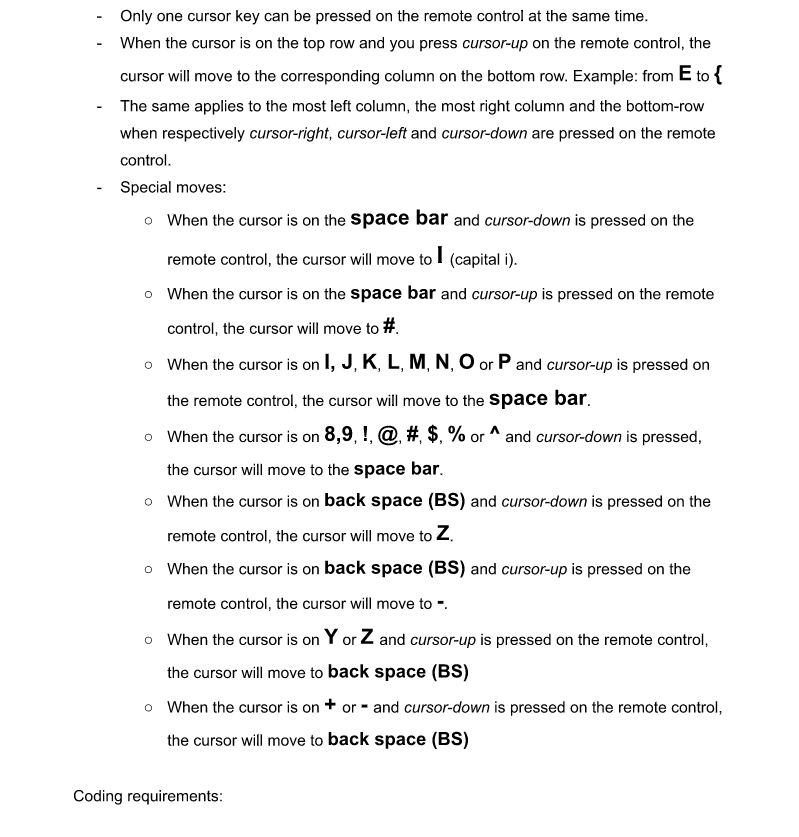 - Only one cursor key can be pressed on the remote control at the same time.
- When the cursor is on the top row and you press cursor-up on the remote control, the
cursor will move to the corresponding column on the bottom row. Example: from E to {
- The same applies to the most left column, the most right column and the bottom-row
when respectively cursor-right, cursor-left and cursor-down are pressed on the remote
control.
- Special moves:
○ When the cursor is on the space bar and cursor-down is pressed on the
remote control, the cursor will move to I (capital i).
○ When the cursor is on the space bar and cursor-up is pressed on the remote
control, the cursor will move to #.
○ When the cursor is on I, J, K, L, M, N, O or P and cursor-up is pressed on
the remote control, the cursor will move to the space bar.
○ When the cursor is on 8,9, !, @, #, $, % or ^ and cursor-down is pressed,
the cursor will move to the space bar.
○ When the cursor is on back space (BS) and cursor-down is pressed on the
remote control, the cursor will move to Z.
○ When the cursor is on back space (BS) and cursor-up is pressed on the
remote control, the cursor will move to -.
○ When the cursor is on Y or Z and cursor-up is pressed on the remote control,
the cursor will move to back space (BS)
○ When the cursor is on + or - and cursor-down is pressed on the remote control,
the cursor will move to back space (BS)
Coding requirements: